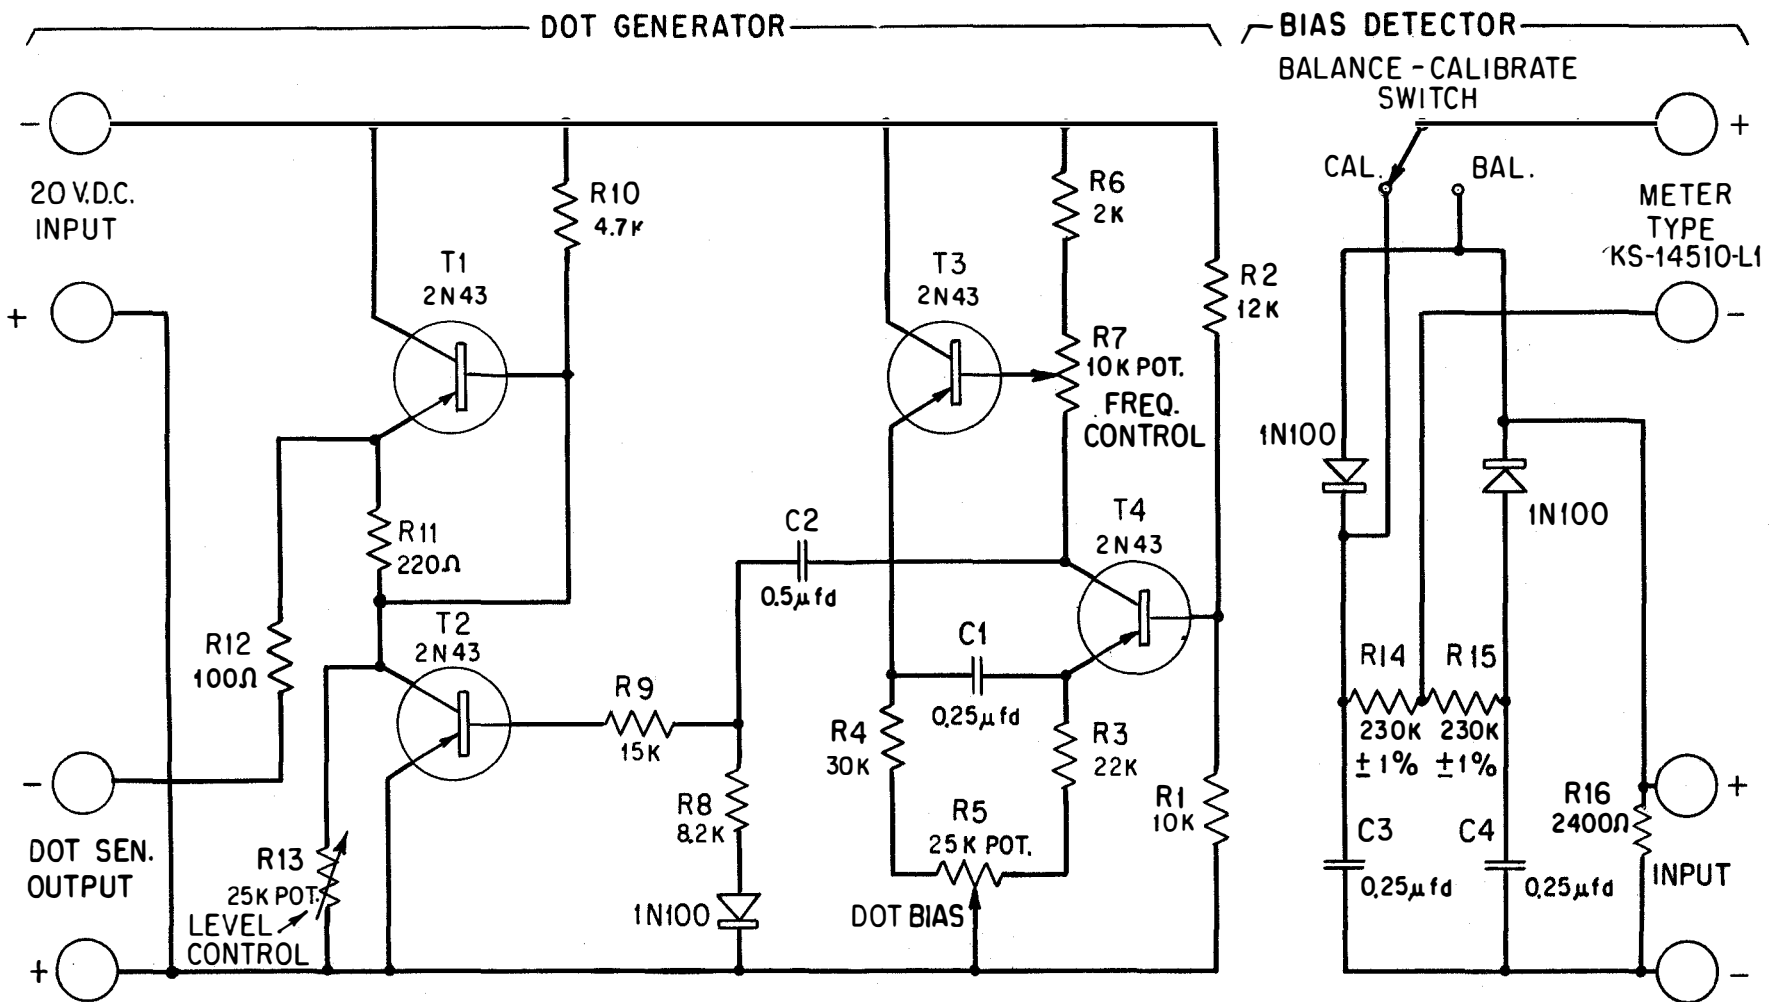 DOT GENERATOR
BIAS DETECTOR
BALANCE - CALIBRATE
SWITCH
-
+
20 V.D.C.
INPUT
CAL.
BAL.
METER
TYPE
KS-14510-L1
R10
4.7K
R6
2K
T1
2N43
T3
2N43
R2
12K
+
-
R7
10K POT.
FREQ.
CONTROL
1N100
1N100
R11
220Ω
C2
0.5μfd
T4
2N43
R12
100Ω
T2
2N43
C1
0.25μfd
R14
230K
±1%
R15
230K
±1%
R9
15K
R4
30K
R3
22K
-
R8
8.2K
R5
25K POT.
R1
10K
R16
2400Ω
+
DOT SEN.
OUTPUT
R13
25K POT.
LEVEL
CONTROL
1N100
DOT BIAS
C3
0.25μfd
C4
0.25μfd
INPUT
+
-